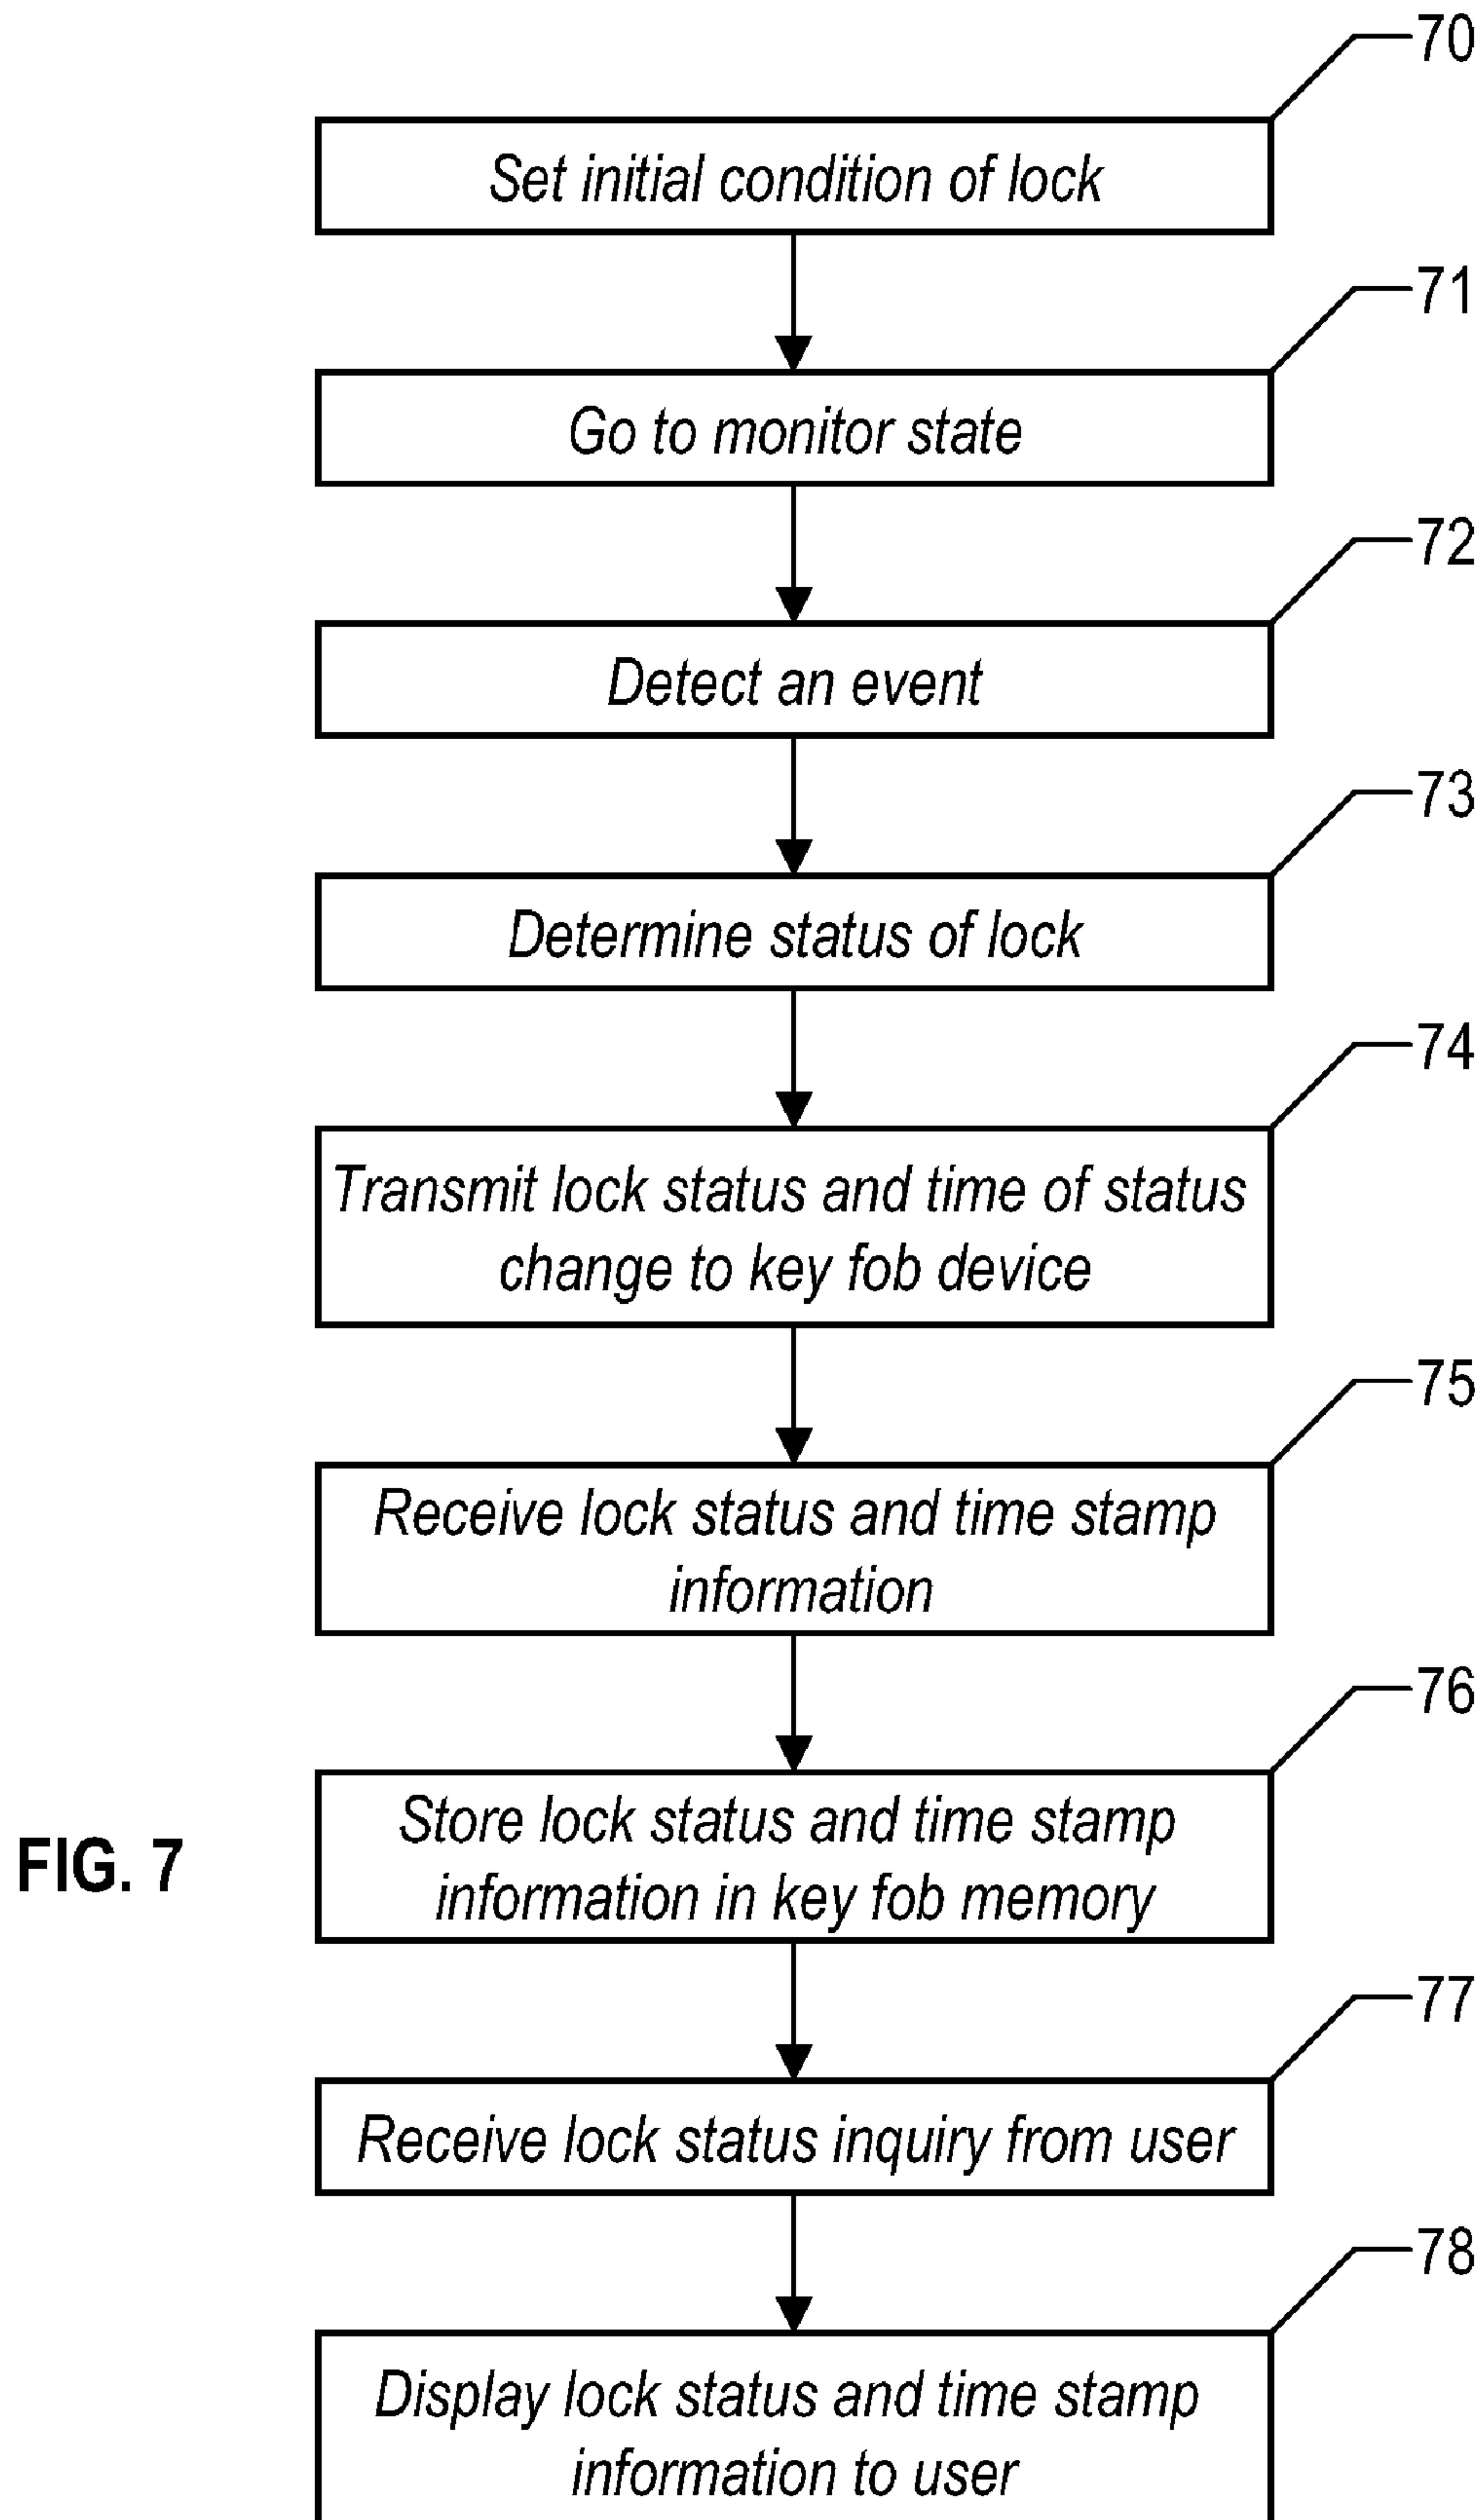 70
Set initial condition of lock
71
Go to monitor state
72
Detect an event
73
Determine status of lock
74
Transmit lock status and time of status
change to key fob device
75
Receive lock status and time stamp
information
76
Store lock status and time stamp
information in key fob memory
FIG. 7
77
Receive lock status inquiry from user
78
Display lock status and time stamp
information to user